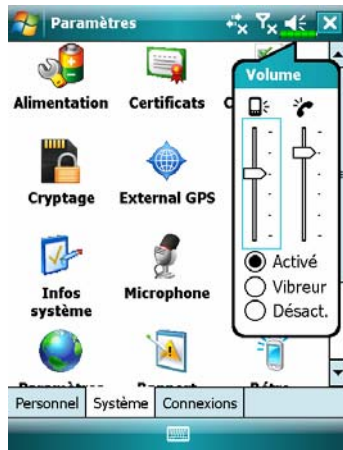 Paramètres
Volume
Alimentation Certificats
Cryptage External GPS
Activé
Infos système Microphone
Vibreur
Désact.
Personnel Système Connexions